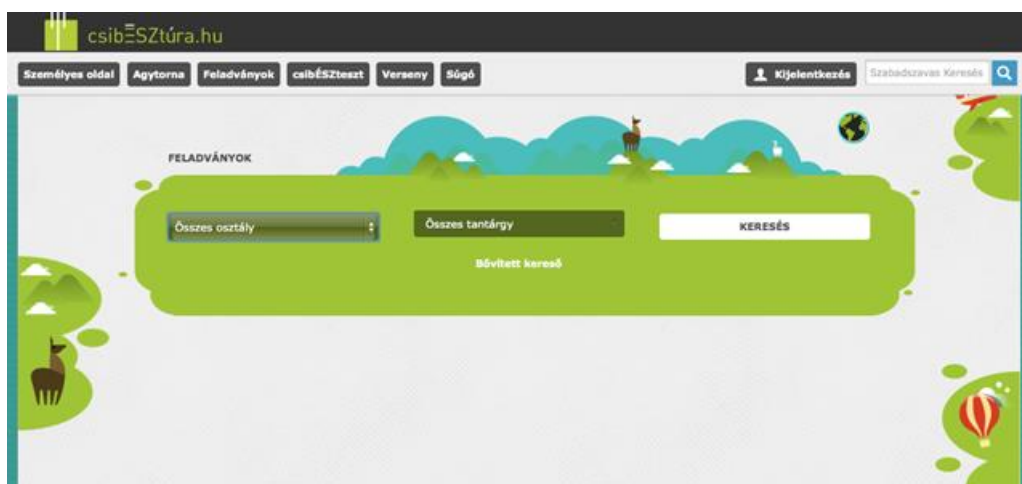 csibÉSZtúra.hu
Személyes oldal Agytorna Feladványok csibÉSZteszt Verseny Súgó Kijelentkezés Szabadszavas Keresés
FELADVÁNYOK
Összes osztály Összes tantárgy KERESÉS
Bővített kereső